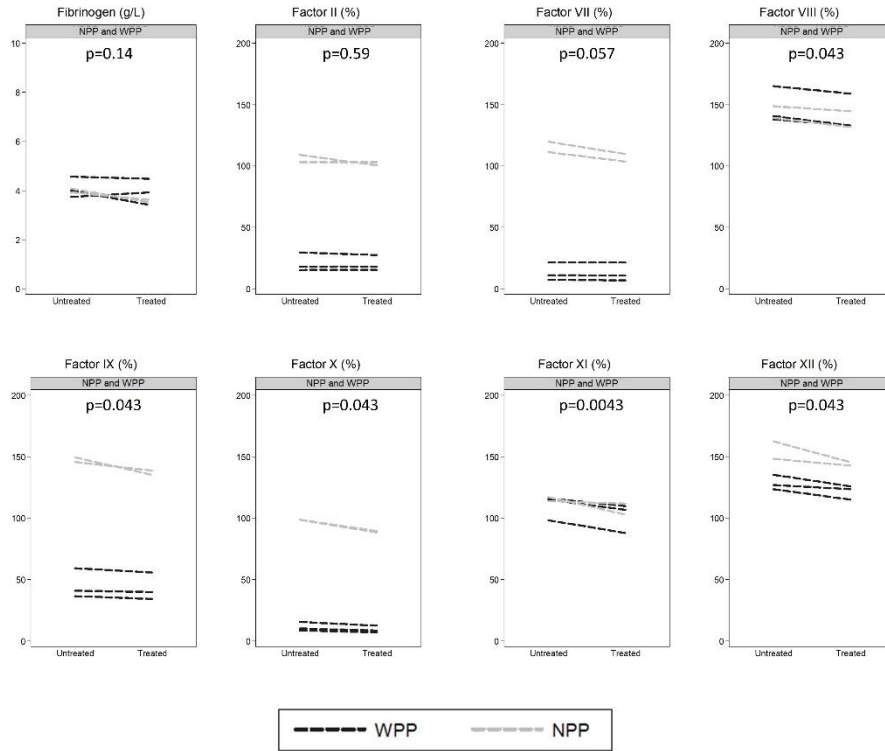 Fibrinogen (g/L)
NPP and WPP
p=0.14
10
8
6
4
2
0
Untreated Treated
Factor II (%)
NPP and WPP
p=0.59
200
150
100
50
0
Untreated Treated
Factor VII (%)
NPP and WPP
p=0.057
200
150
100
50
0
Untreated Treated
Factor VIII (%)
NPP and WPP
p=0.043
200
150
100
50
0
Untreated Treated
Factor IX (%)
NPP and WPP
p=0.043
200
150
100
50
0
Untreated Treated
Factor X (%)
NPP and WPP
p=0.043
200
150
100
50
0
Untreated Treated
Factor XI (%)
NPP and WPP
p=0.0043
200
150
100
50
0
Untreated Treated
Factor XII (%)
NPP and WPP
p=0.043
200
150
100
50
0
Untreated Treated
WPP NPP